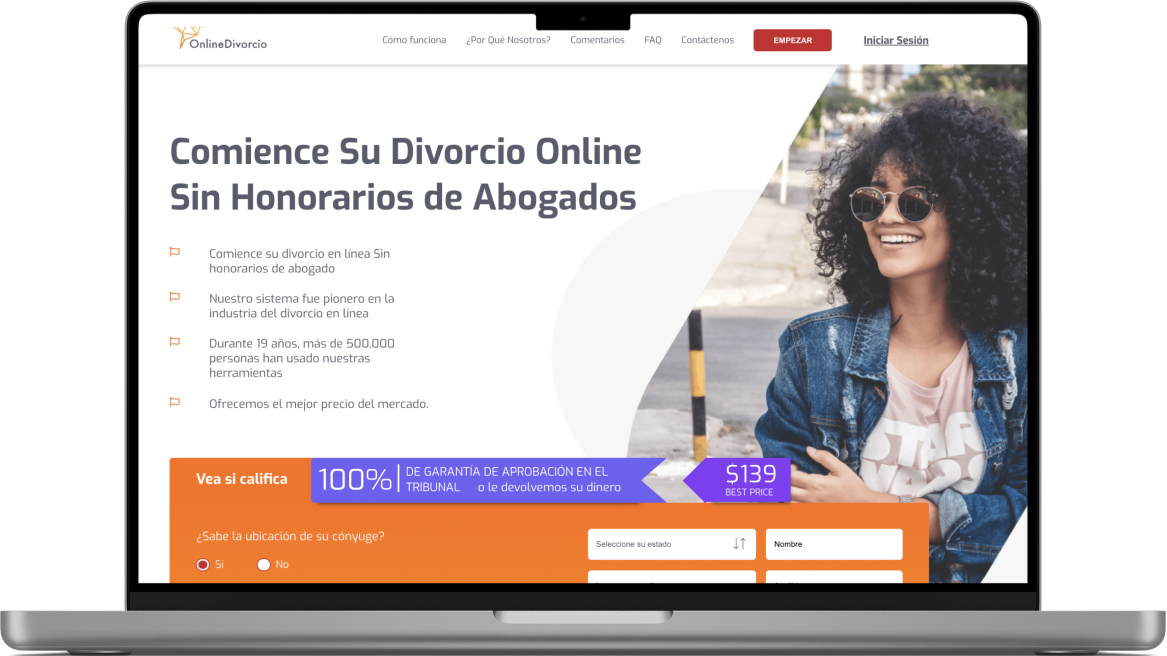 OnlineDivorcio
Cómo funciona
¿Por Qué Nosotros?
Comentarios
FAQ
Contáctenos
EMPEZAR
Iniciar Sesión
Comience Su Divorcio Online
Sin Honorarios de Abogados
Comience su divorcio en línea Sin
honorarios de abogado
Nuestro sistema fue pionero en la
industria del divorcio en línea
Durante 19 años, más de 500,000
personas han usado nuestras
herramientas
Ofrecemos el mejor precio del mercado.
Vea si califica
100%
DE GARANTÍA DE APROBACIÓN EN EL
TRIBUNAL o le devolvemos su dinero
$139
BEST PRICE
¿Sabe la ubicación de su cónyuge?
Sí
No
Seleccione su estado
Nombre